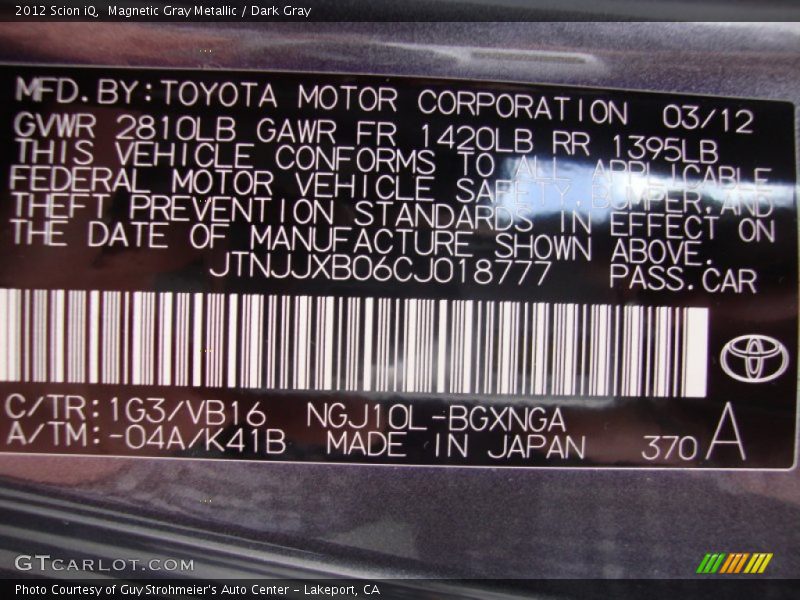 2012 Scion iQ, Magnetic Gray Metallic / Dark Gray
MFD. BY: TOYOTA MOTOR CORPORATION 03/12
GVWR 2810LB GAWR FR 1420LB RR 1395LB
THIS VEHICLE CONFORMS TO ALL APPLICABLE
FEDERAL MOTOR VEHICLE SAFETY, BUMPER, AND
THEFT PREVENTION STANDARDS IN EFFECT ON
THE DATE OF MANUFACTURE SHOWN ABOVE.
JTNJJXB06CJ018777 PASS. CAR
C/TR: 1G3/VB16 NGJ10L-BGXNGA
A/TM: -04A/K41B MADE IN JAPAN 370 A
GTCARLOT.COM
Photo Courtesy of Guy Strohmeier's Auto Center - Lakeport, CA